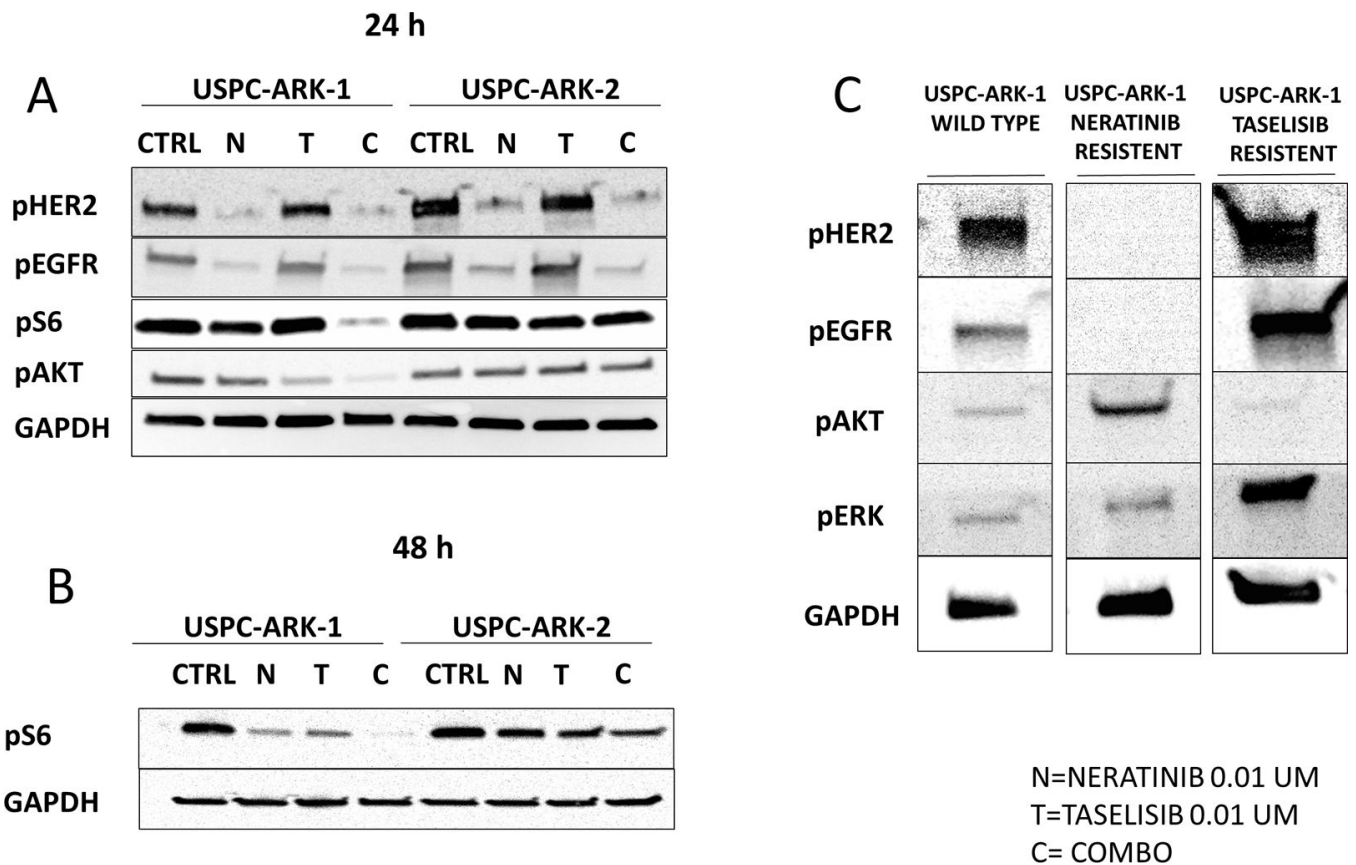 24 h
A
USPC-ARK-1 USPC-ARK-2
CTRL N T C CTRL N T C
pHER2
pEGFR
pS6
pAKT
GAPDH
48 h
B
USPC-ARK-1 USPC-ARK-2
CTRL N T C CTRL N T C
pS6
GAPDH
C
USPC-ARK-1
WILD TYPE
USPC-ARK-1
NERATINIB
RESISTENT
USPC-ARK-1
TASELISIB
RESISTENT
pHER2
pEGFR
pAKT
pERK
GAPDH
N=NERATINIB 0.01 UM
T=TASELISIB 0.01 UM
C= COMBO